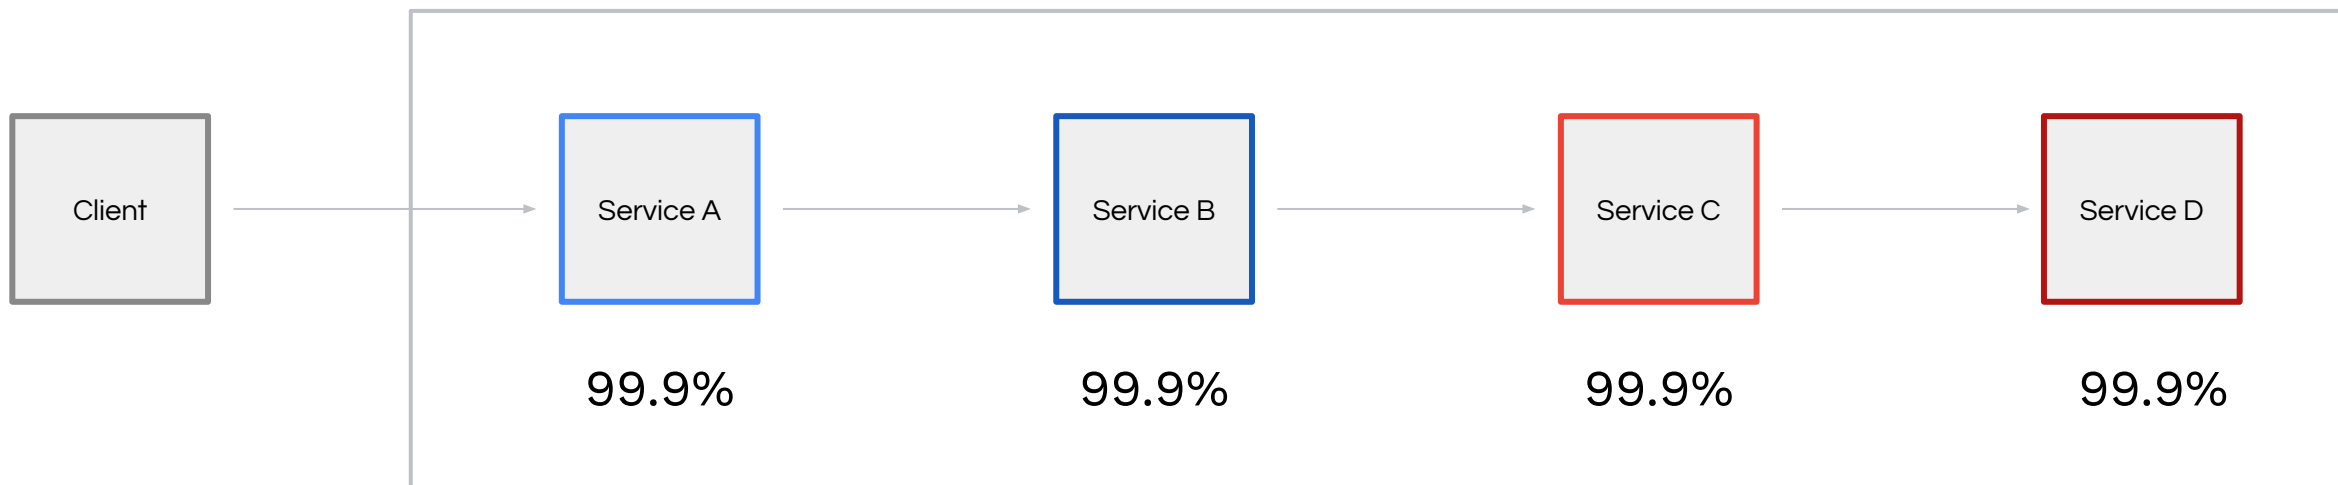 Client
Service A
Service B
Service C
Service D
99.9%
99.9%
99.9%
99.9%